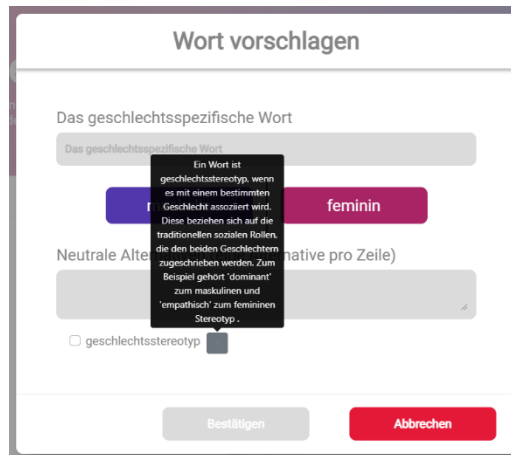 Wort vorschlagen
Das geschlechtsspezifische Wort
Das geschlechtsspezifische Wort
Ein Wort ist
geschlechtsstereotyp, wenn
es mit einem bestimmten
Geschlecht assoziiert wird.
Diese beziehen sich auf die
traditionellen sozialen Rollen,
die den beiden Geschlechtern
zugeschrieben werden. Zum
Beispiel gehört 'dominant'
zum maskulinen und
'empathisch' zum femininen
Stereotyp .
feminin
Neutrale pro Zeile)
geschlechtsstereotyp
Bestätigen
Abbrechen